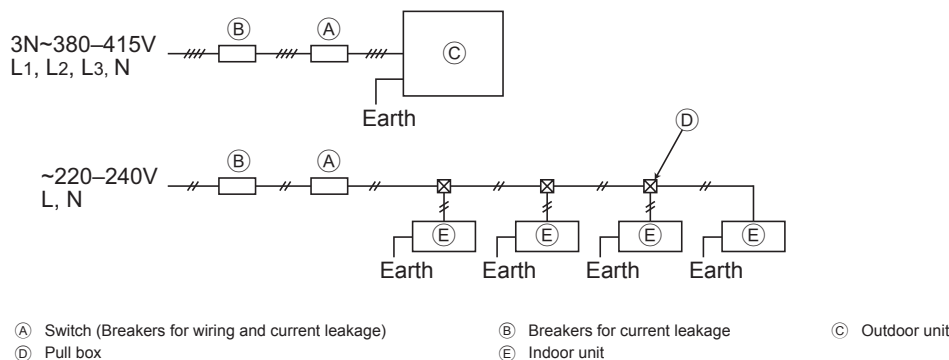 Ⓑ Ⓐ
3N~380–415V
L1, L2, L3, N
Ⓒ
Earth
Ⓓ
Ⓑ Ⓐ
~220–240V
L, N
Ⓔ Ⓔ Ⓔ Ⓔ
Earth Earth Earth Earth
Ⓐ Switch (Breakers for wiring and current leakage) Ⓑ Breakers for current leakage Ⓒ Outdoor unit
Ⓓ Pull box Ⓔ Indoor unit